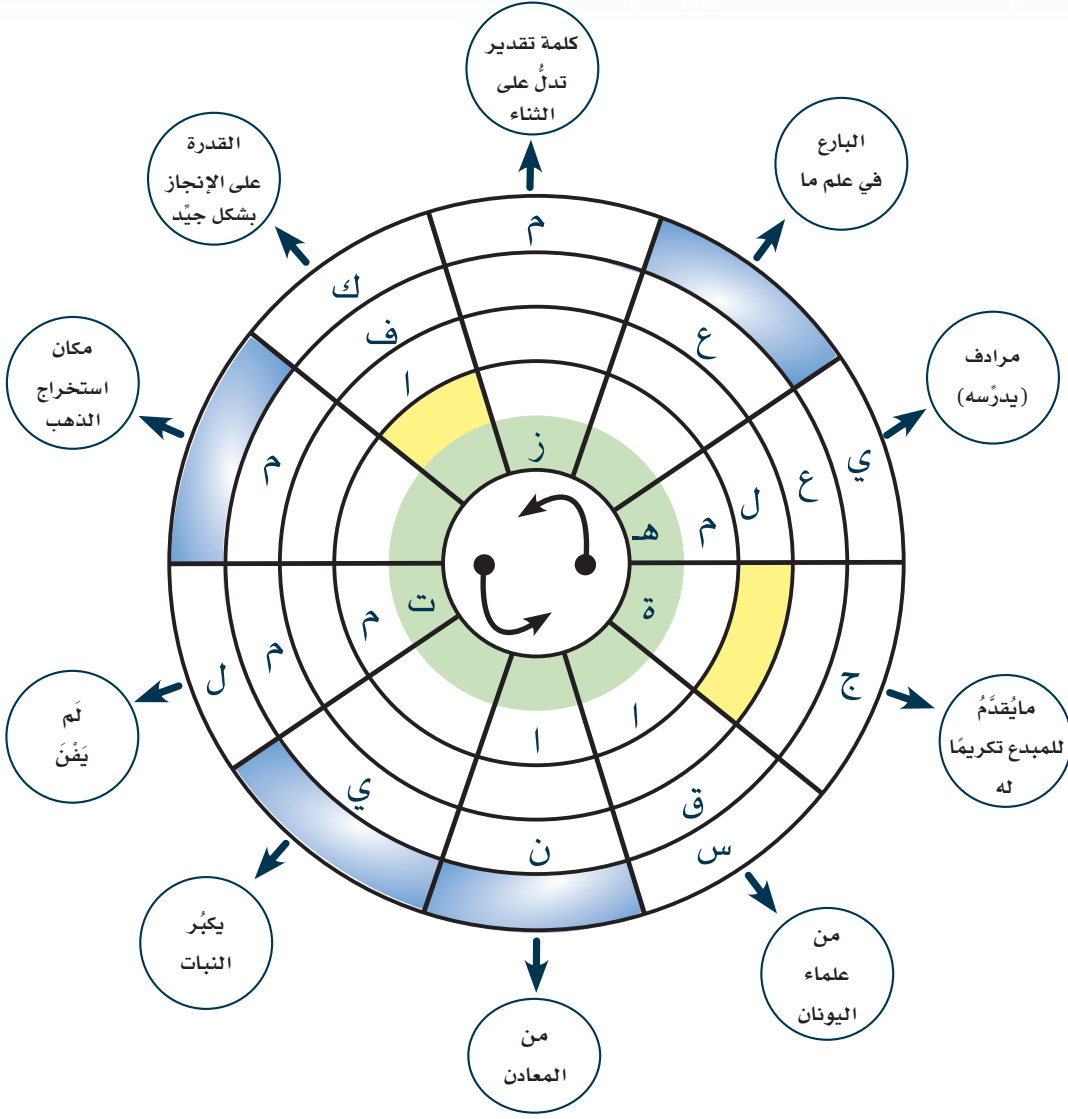 كلمة تقدير
تدلُّ على
الثناء
البارع
في علم ما
مرادف
(يدرِّسه)
مايُقدَّمُ
للمبدع تكريمًا
له
من
علماء
اليونان
من
المعادن
يكبُر
النبات
لَم
يَفْنَ
مكان
استخراج
الذهب
القدرة
على الإنجاز
بشكل جيِّد
م
ز
ع
ي
ع
ل
م
هـ
ج
ة
س
ق
ا
ن
ا
ي
ل
م
م
ت
م
ك
ف
ا